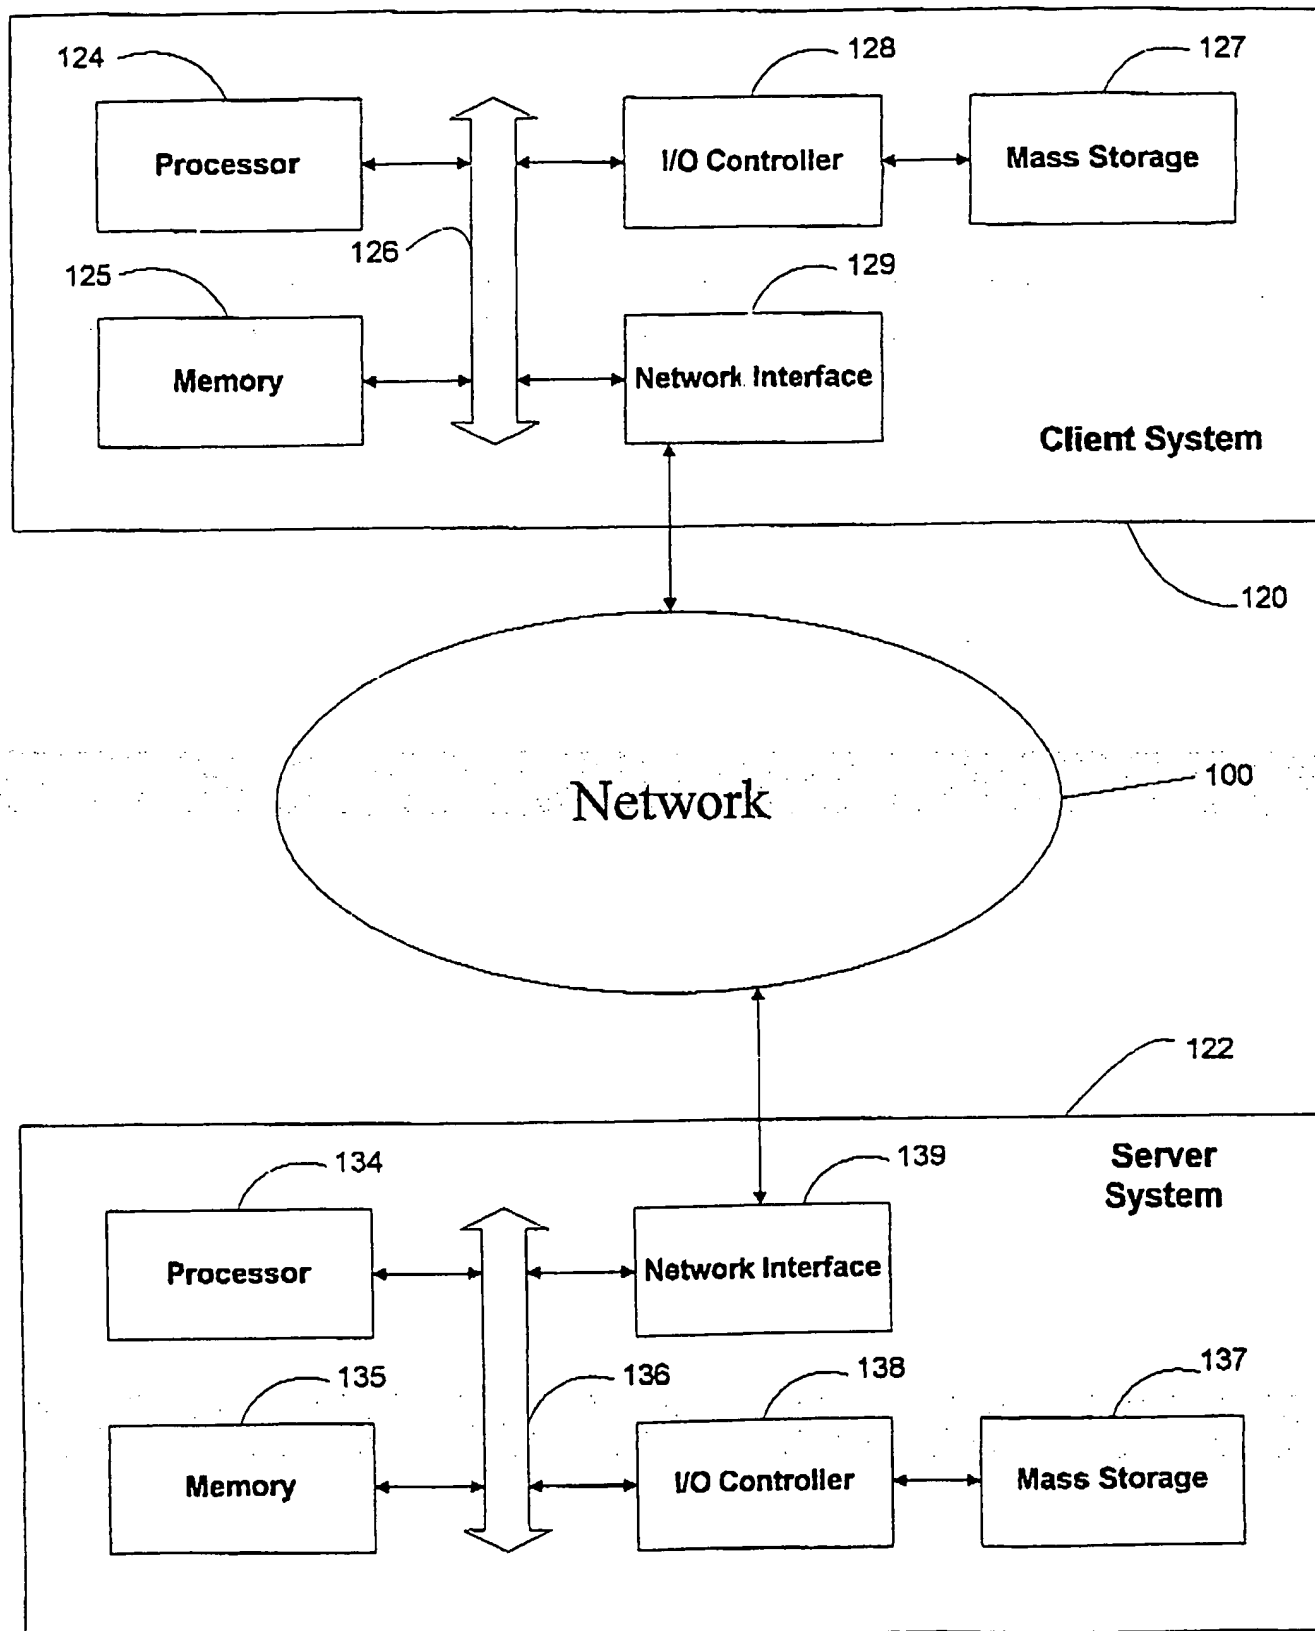 124
128
127
Processor
I/O Controller
Mass Storage
126
125
129
Memory
Network Interface
Client System
120
Network
100
122
Server
System
134
139
Processor
Network Interface
135
136
138
137
Memory
I/O Controller
Mass Storage